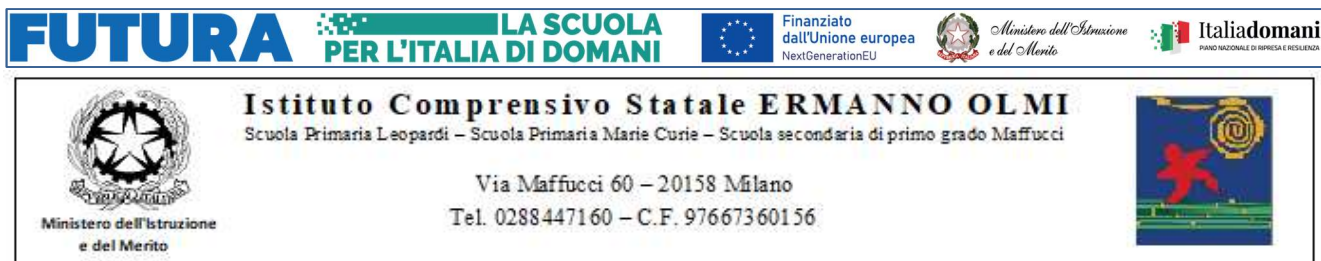 FUTURA
LA SCUOLA
PER L'ITALIA DI DOMANI
Finanziato
dall'Unione europea
NextGenerationEU
Ministero dell'Istruzione
e del Merito
Italiadomani
PIANO NAZIONALE DI RIPRESA E RESILIENZA
Istituto Comprensivo Statale ERMANNO OLMI
Scuola Primaria Leopardi – Scuola Primaria Marie Curie – Scuola secondaria di primo grado Maffucci
Via Maffucci 60 – 20158 Milano
Tel. 0288447160 – C.F. 97667360156
Ministero dell'Istruzione
e del Merito